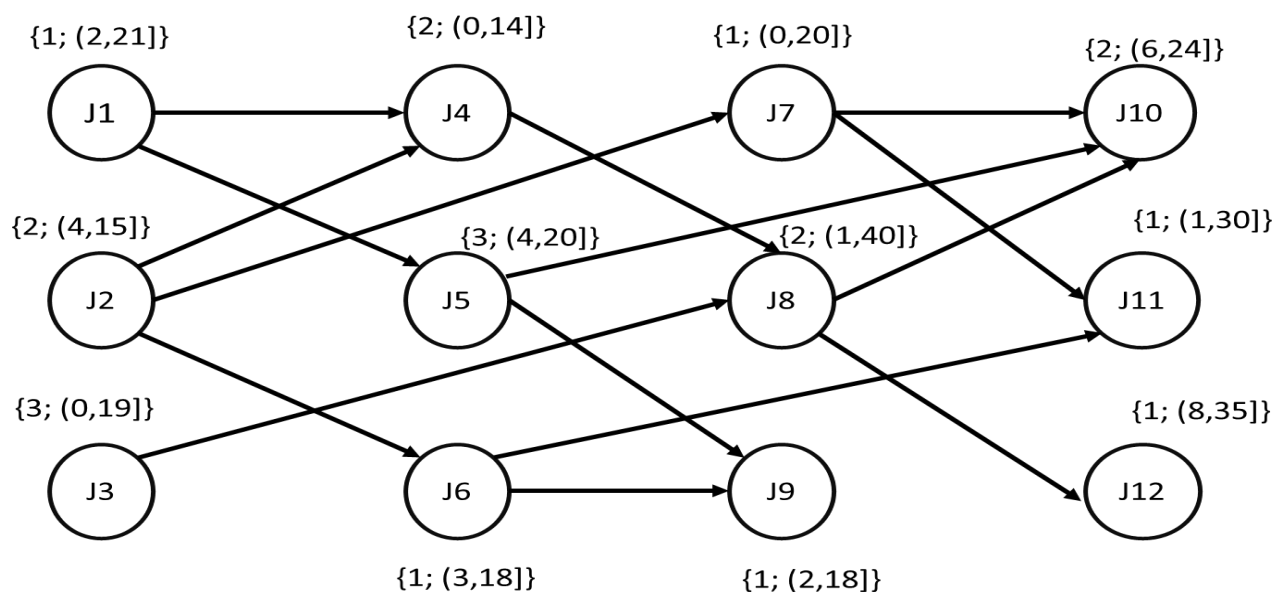 {1; (2,21]}
{2; (0,14]}
{1; (0,20]}
{2; (6,24]}
J1
J4
J7
J10
{2; (4,15]}
{3; (4,20]}
{2; (1,40]}
{1; (1,30]}
J2
J5
J8
J11
{3; (0,19]}
{1; (8,35]}
J3
J6
J9
J12
{1; (3,18]}
{1; (2,18]}